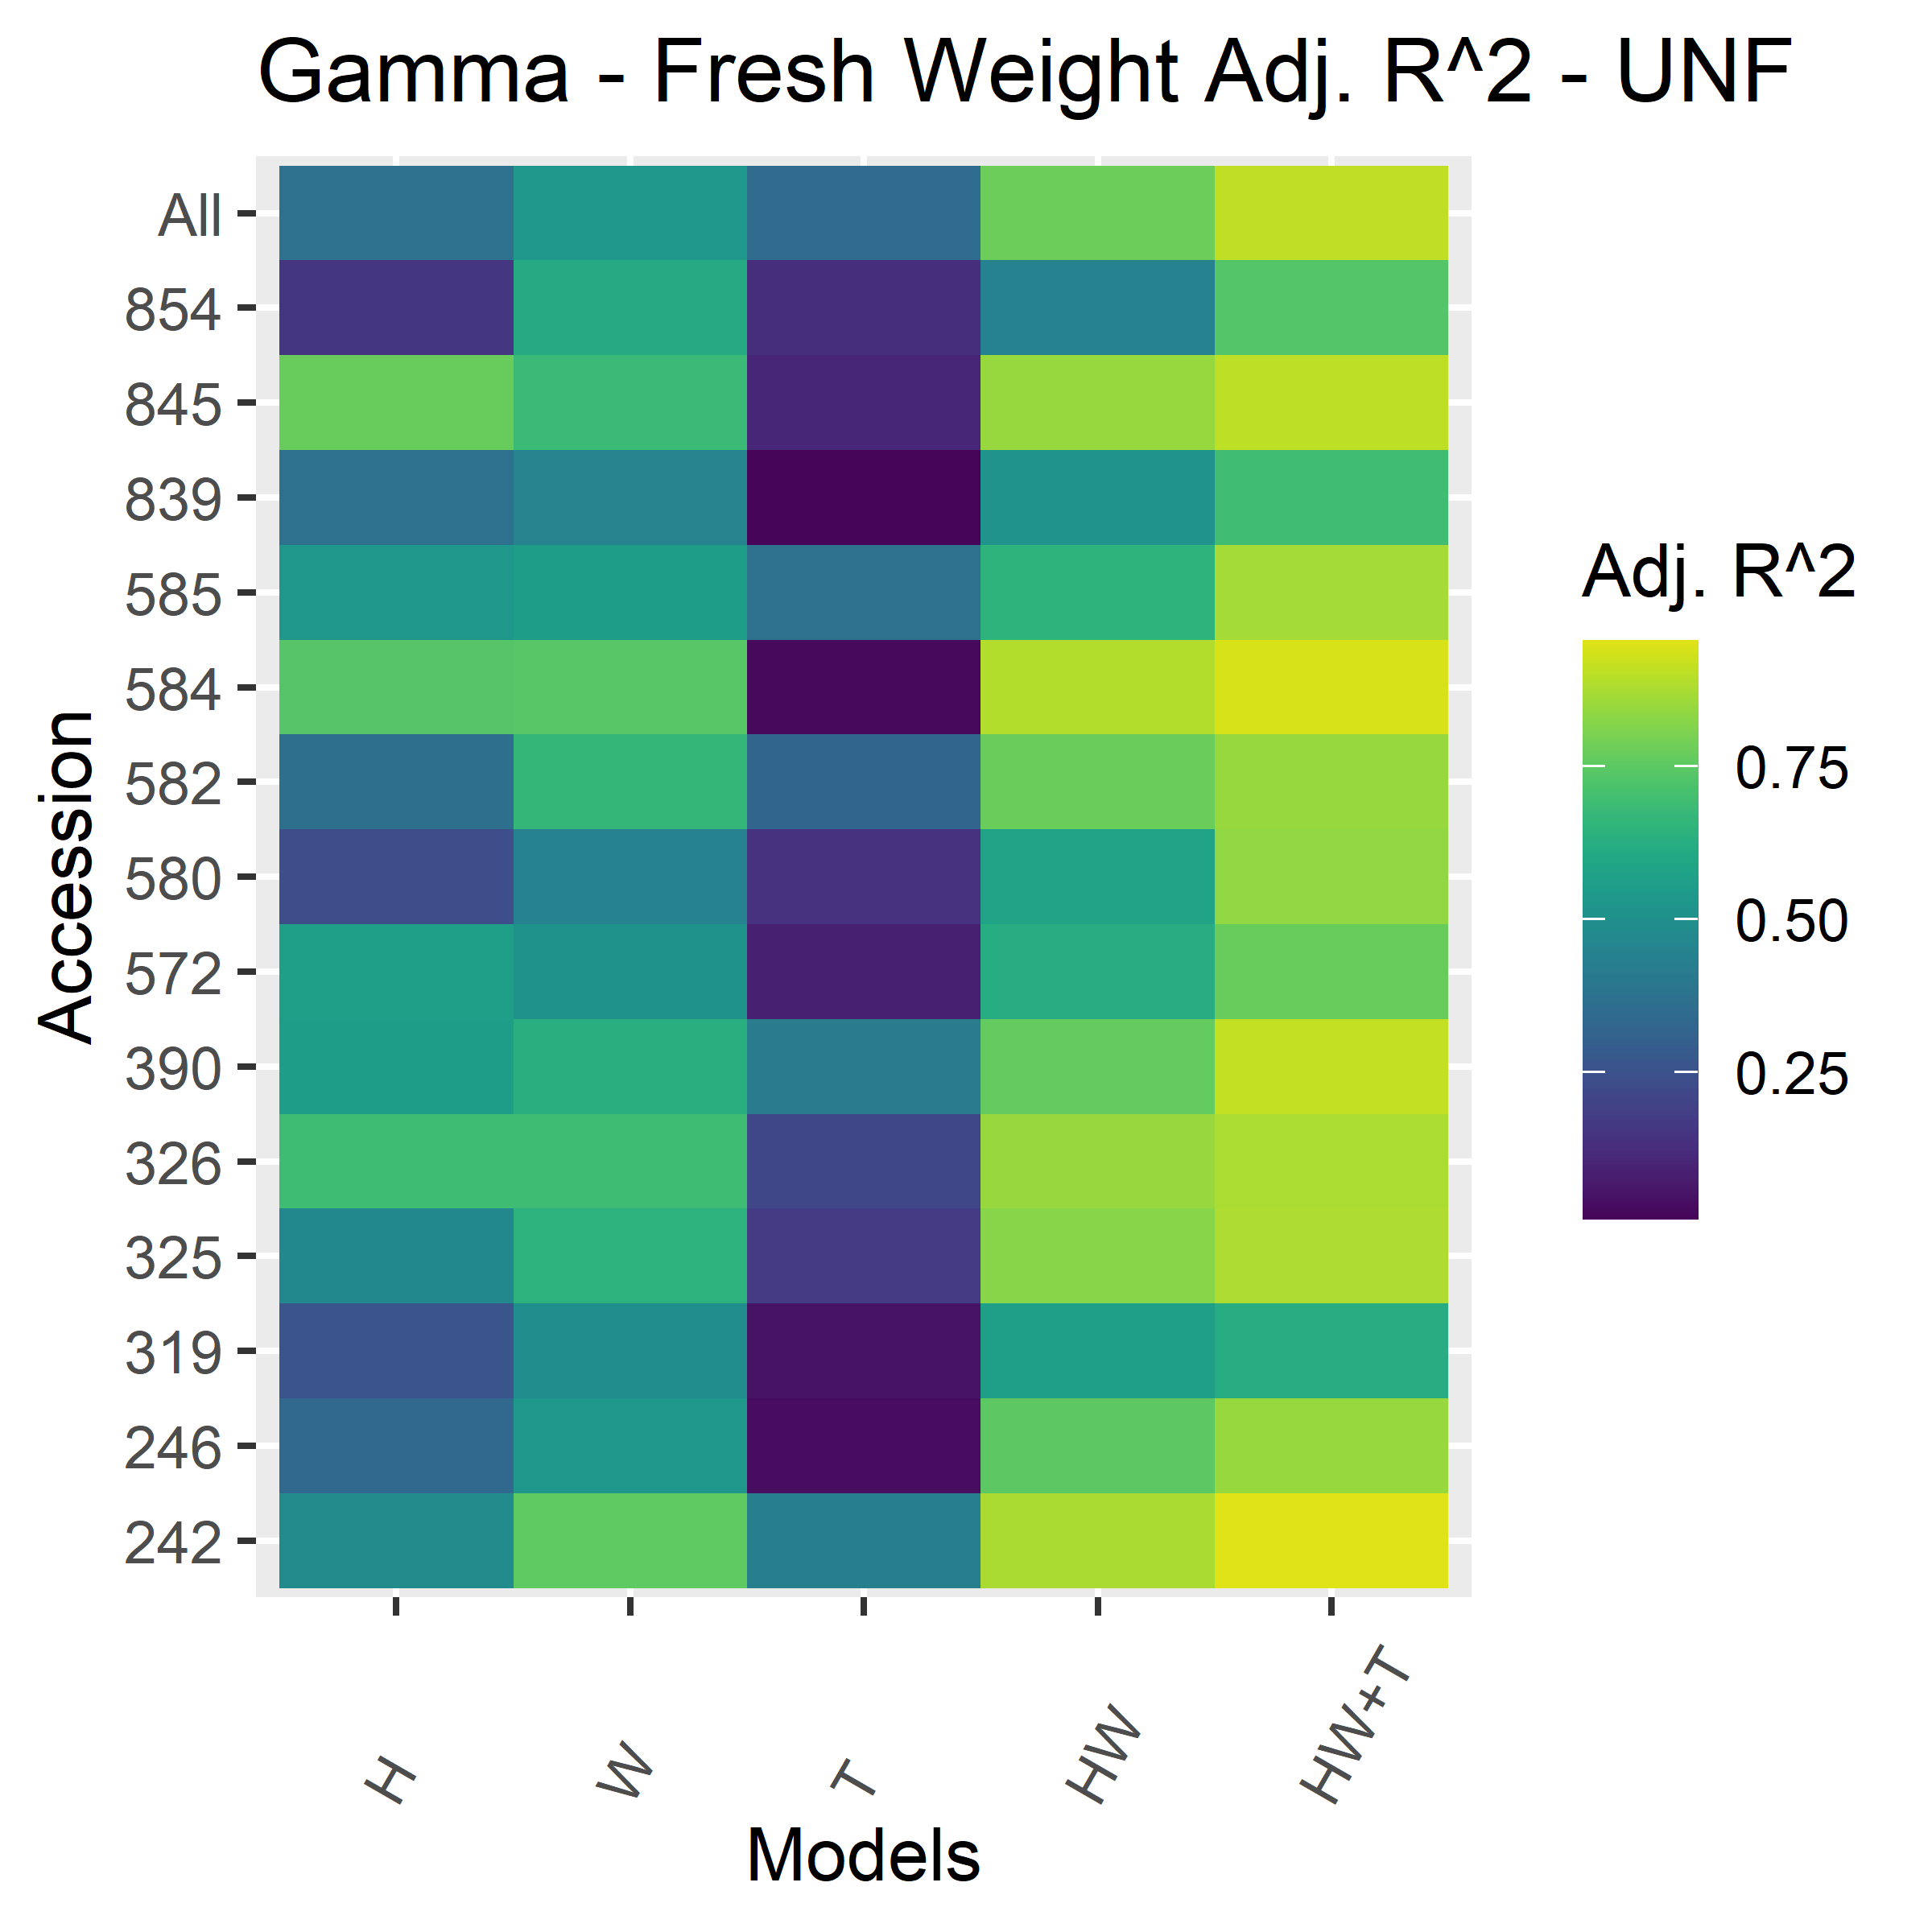 Gamma - Fresh Weight Adj. R^2 - UNF
All
854
845
839
585
584
582
580
572
390
326
325
319
246
242
Accession
H
W
T
HW
HW+T
Models
Adj. R^2
0.75
0.50
0.25